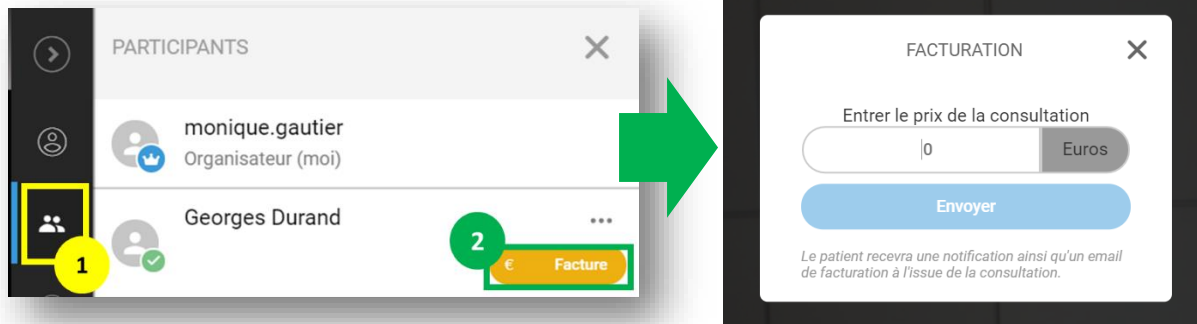 PARTICIPANTS
monique.gautier
Organisateur (moi)
Georges Durand
1
2
€ Facture
FACTURATION
Entrer le prix de la consultation
0 Euros
Envoyer
Le patient recevra une notification ainsi qu'un email
de facturation à l'issue de la consultation.